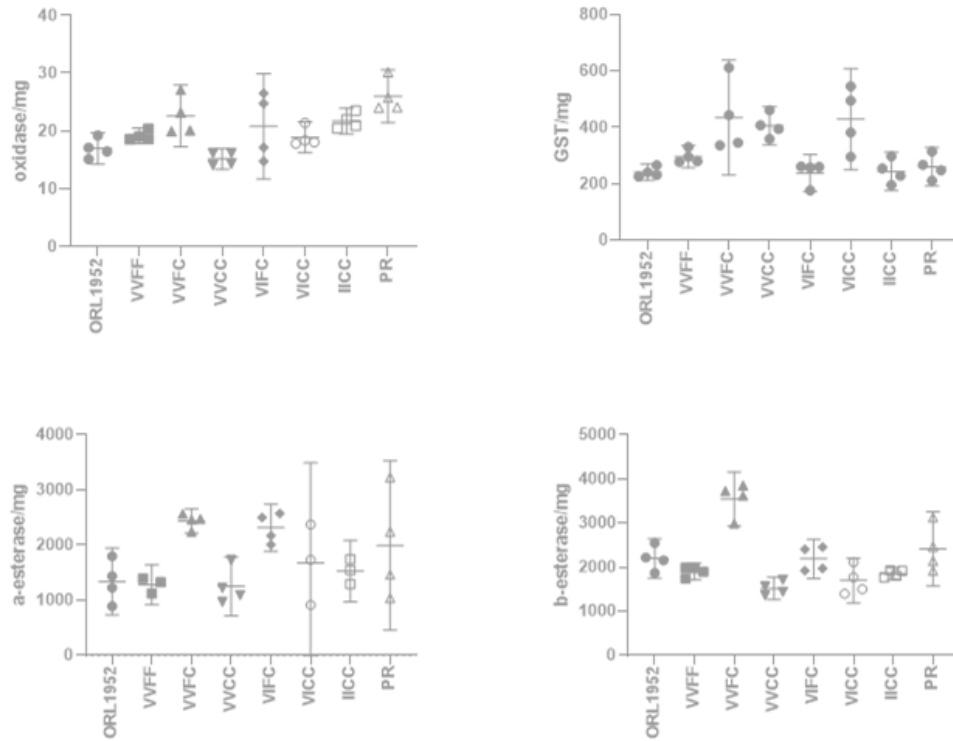 oxidase/mg
40
30
20
10
0
ORL1952 VVFF VVFC VVCC VIFC VICC IICC PR
GST/mg
800
600
400
200
0
ORL1952 VVFF VVFC VVCC VIFC VICC IICC PR
a-esterase/mg
4000
3000
2000
1000
0
ORL1952 VVFF VVFC VVCC VIFC VICC IICC PR
b-esterase/mg
5000
4000
3000
2000
1000
0
ORL1952 VVFF VVFC VVCC VIFC VICC IICC PR